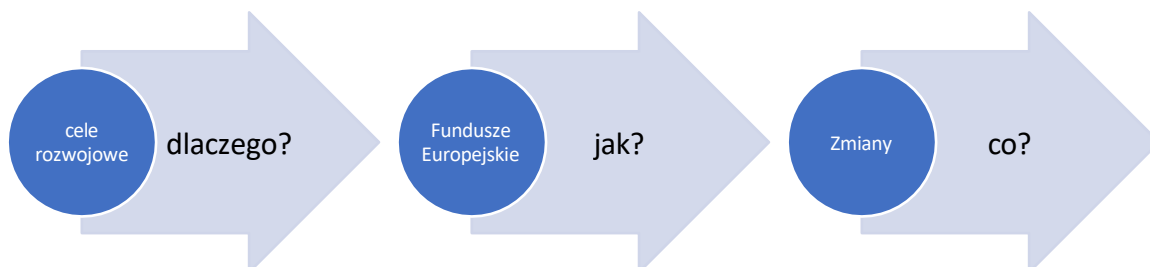 cele
rozwojowe
dlaczego?
Fundusze
Europejskie
jak?
Zmiany
co?